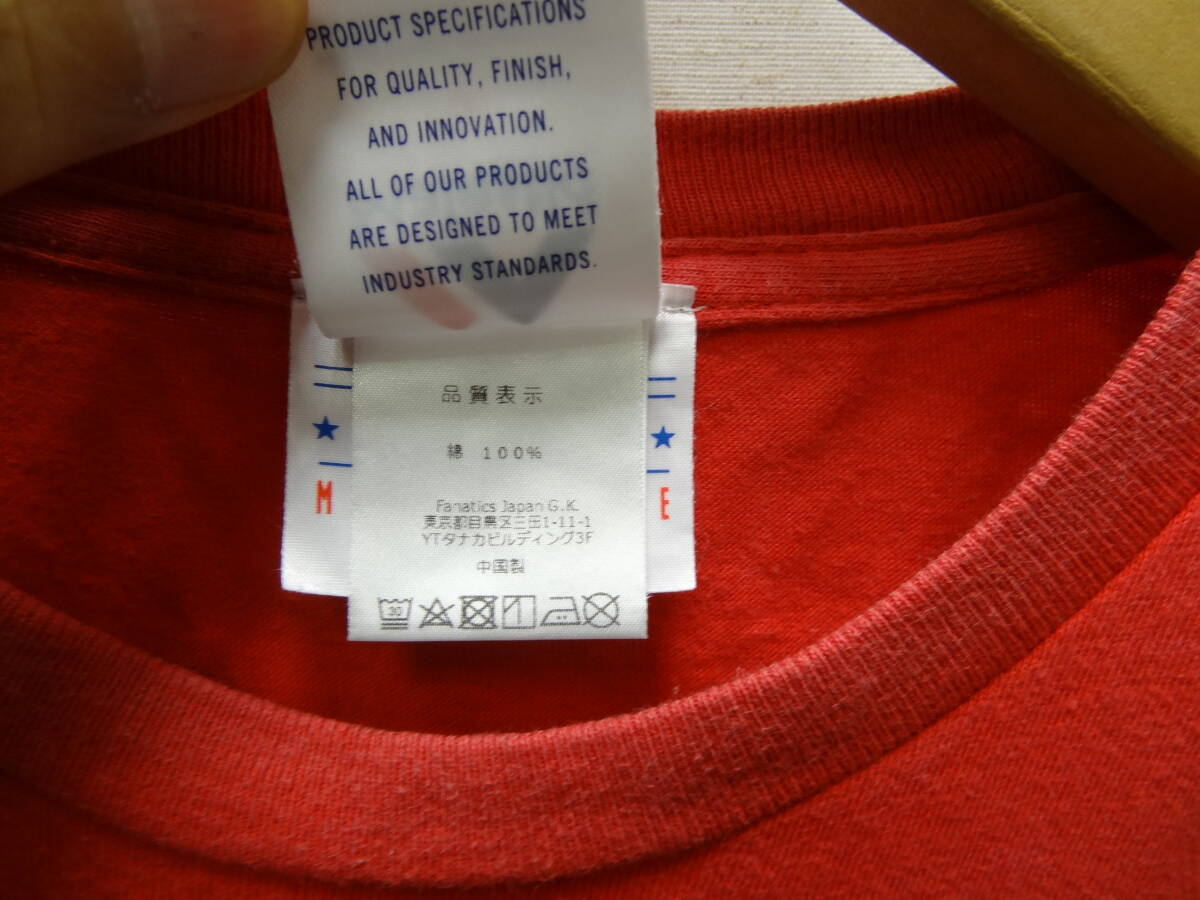 PRODUCT SPECIFICATIONS
FOR QUALITY, FINISH,
AND INNOVATION.
ALL OF OUR PRODUCTS
ARE DESIGNED TO MEET
INDUSTRY STANDARDS.
品質表示
綿 100%
M
E
Fanatics Japan G.K.
東京都目黒区三田1-11-1
YTタナカビルディング3F
中国製
30